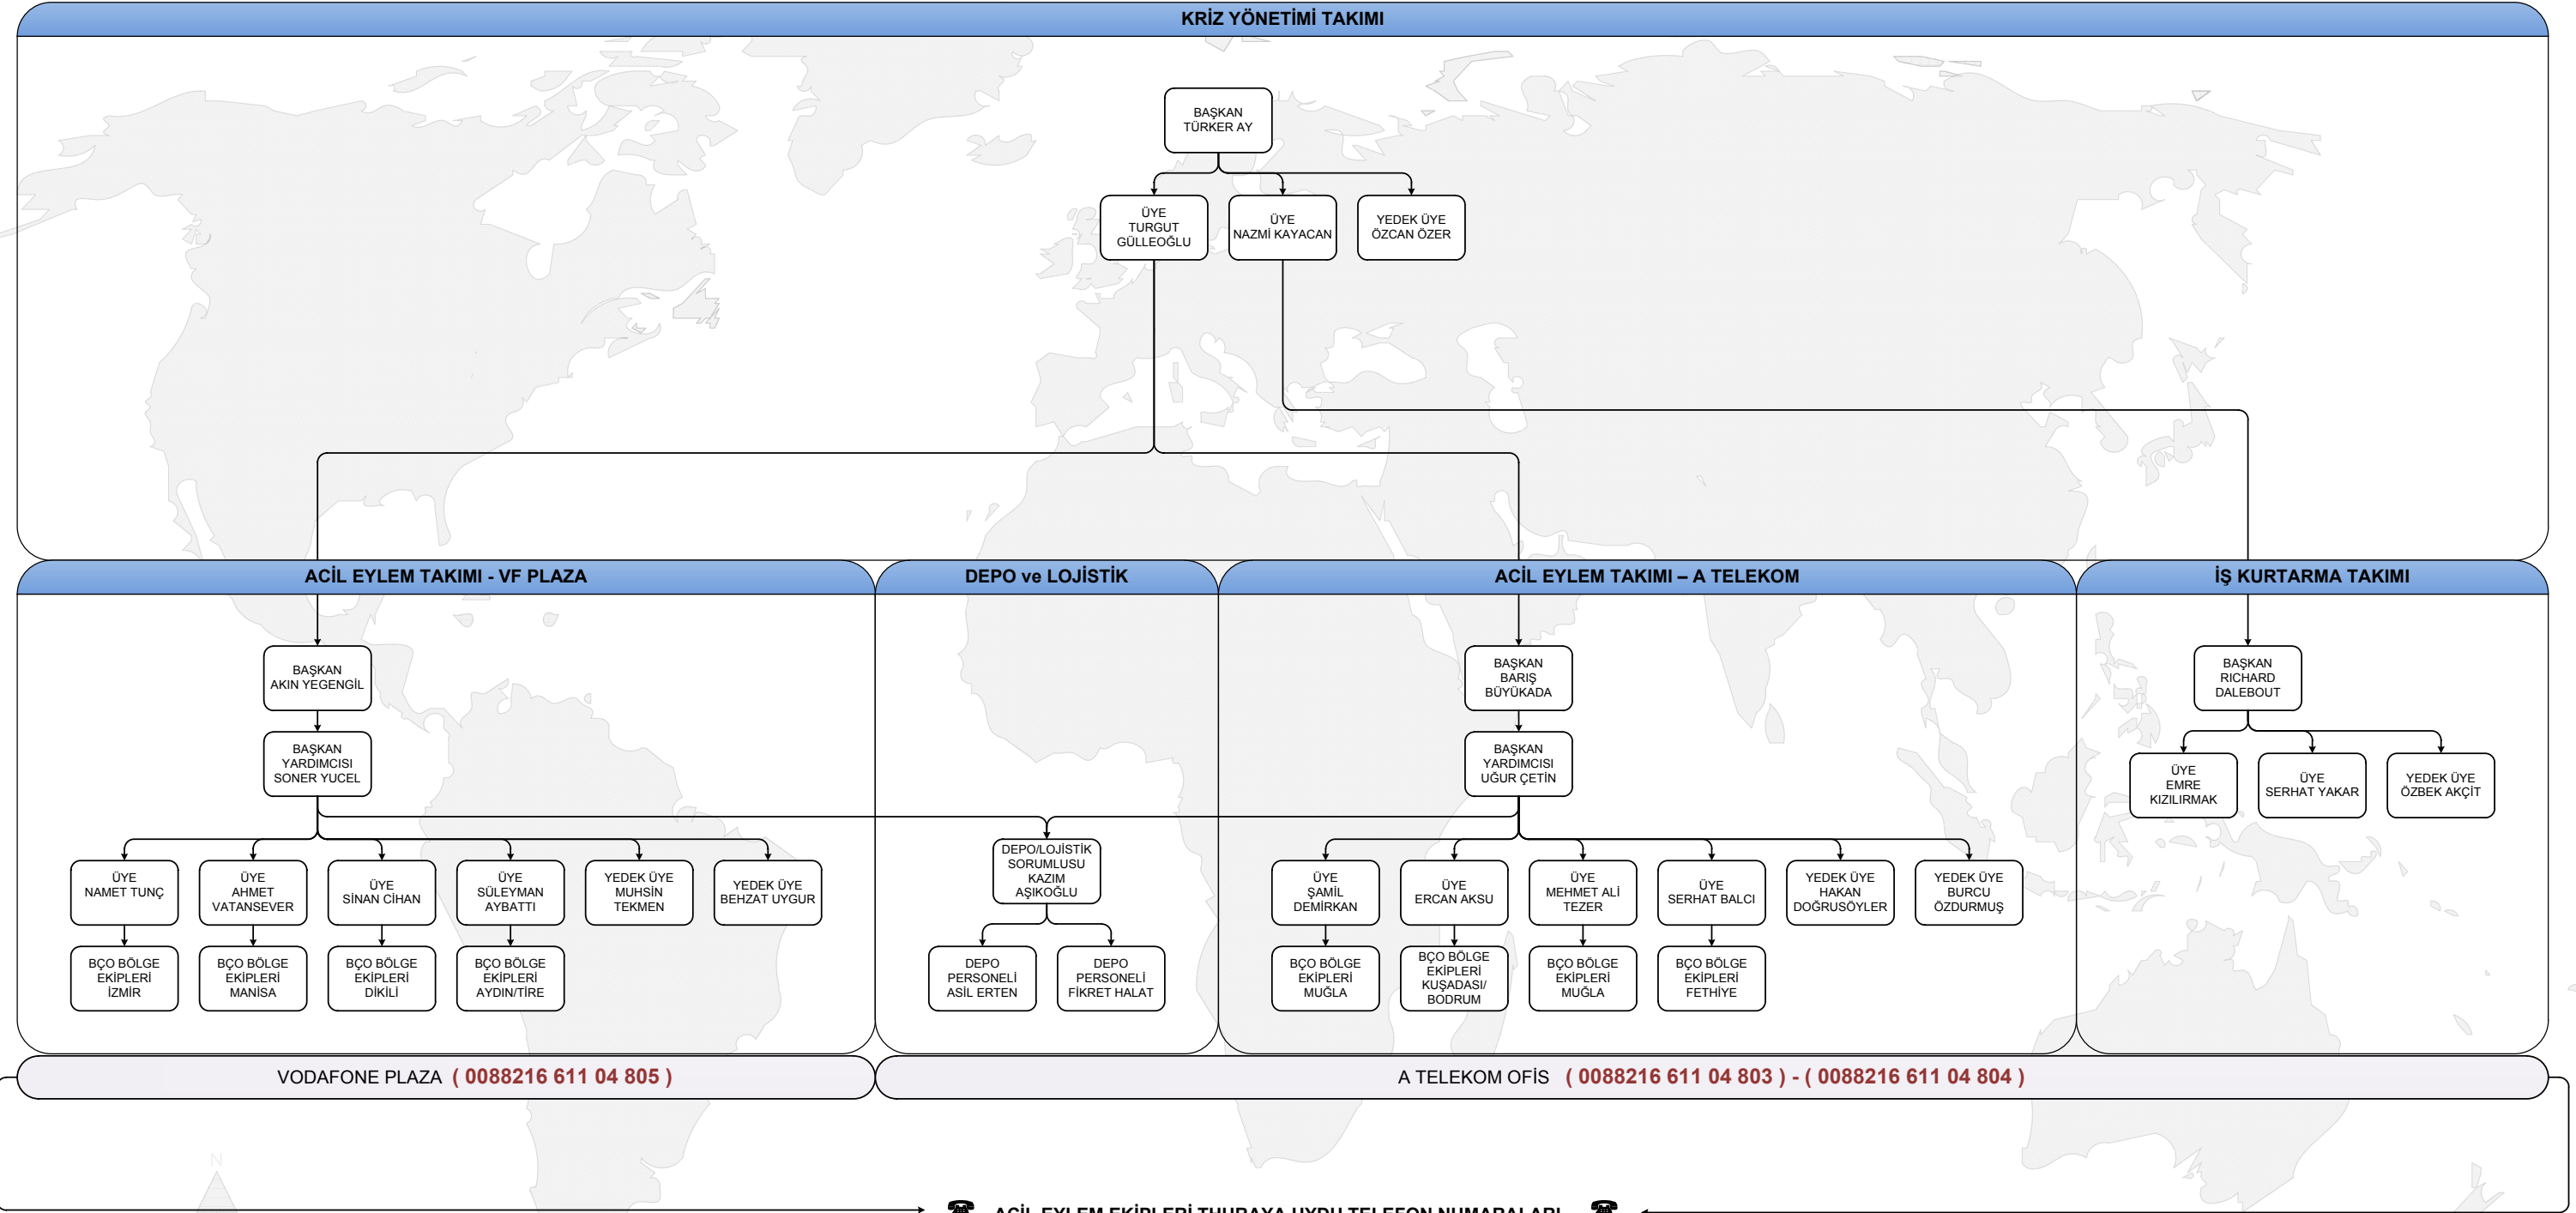 KRİZ YÖNETİMİ TAKIMI
BAŞKAN
TÜRKER AY
ÜYE
TURGUT
GÜLLEOĞLU
ÜYE
NAZMİ KAYACAN
YEDEK ÜYE
ÖZCAN ÖZER
ACİL EYLEM TAKIMI - VF PLAZA
DEPO ve LOJİSTİK
ACİL EYLEM TAKIMI – A TELEKOM
İŞ KURTARMA TAKIMI
BAŞKAN
AKIN YEGENGİL
BAŞKAN
YARDIMCISI
SONER YUCEL
ÜYE
NAMET TUNÇ
ÜYE
AHMET
VATANSEVER
ÜYE
SİNAN CİHAN
ÜYE
SÜLEYMAN
AYBATTI
YEDEK ÜYE
MUHSİN
TEKMEN
YEDEK ÜYE
BEHZAT UYGUR
BÇO BÖLGE
EKİPLERİ
İZMİR
BÇO BÖLGE
EKİPLERİ
MANİSA
BÇO BÖLGE
EKİPLERİ
DİKİLİ
BÇO BÖLGE
EKİPLERİ
AYDIN/TİRE
DEPO/LOJİSTİK
SORUMLUSU
KAZIM
AŞIKOĞLU
DEPO
PERSONELİ
ASİL ERTEN
DEPO
PERSONELİ
FİKRET HALAT
BAŞKAN
BARIŞ
BÜYÜKADA
BAŞKAN
YARDIMCISI
UĞUR ÇETİN
ÜYE
ŞAMİL
DEMİRKAN
ÜYE
ERCAN AKSU
ÜYE
MEHMET ALİ
TEZER
ÜYE
SERHAT BALCI
YEDEK ÜYE
HAKAN
DOĞRUSÖYLER
YEDEK ÜYE
BURCU
ÖZDURMUŞ
BÇO BÖLGE
EKİPLERİ
MUĞLA
BÇO BÖLGE
EKİPLERİ
KUŞADASI/
BODRUM
BÇO BÖLGE
EKİPLERİ
MUĞLA
BÇO BÖLGE
EKİPLERİ
FETHİYE
BAŞKAN
RICHARD
DALEBOUT
ÜYE
EMRE
KIZILIRMAK
ÜYE
SERHAT YAKAR
YEDEK ÜYE
ÖZBEK AKÇİT
VODAFONE PLAZA ( 0088216 611 04 805 )
A TELEKOM OFİS ( 0088216 611 04 803 ) - ( 0088216 611 04 804 )
N
ACİL EYLEM EKİPLERİ THURAYA UYDU TELEFON NUMARALARI